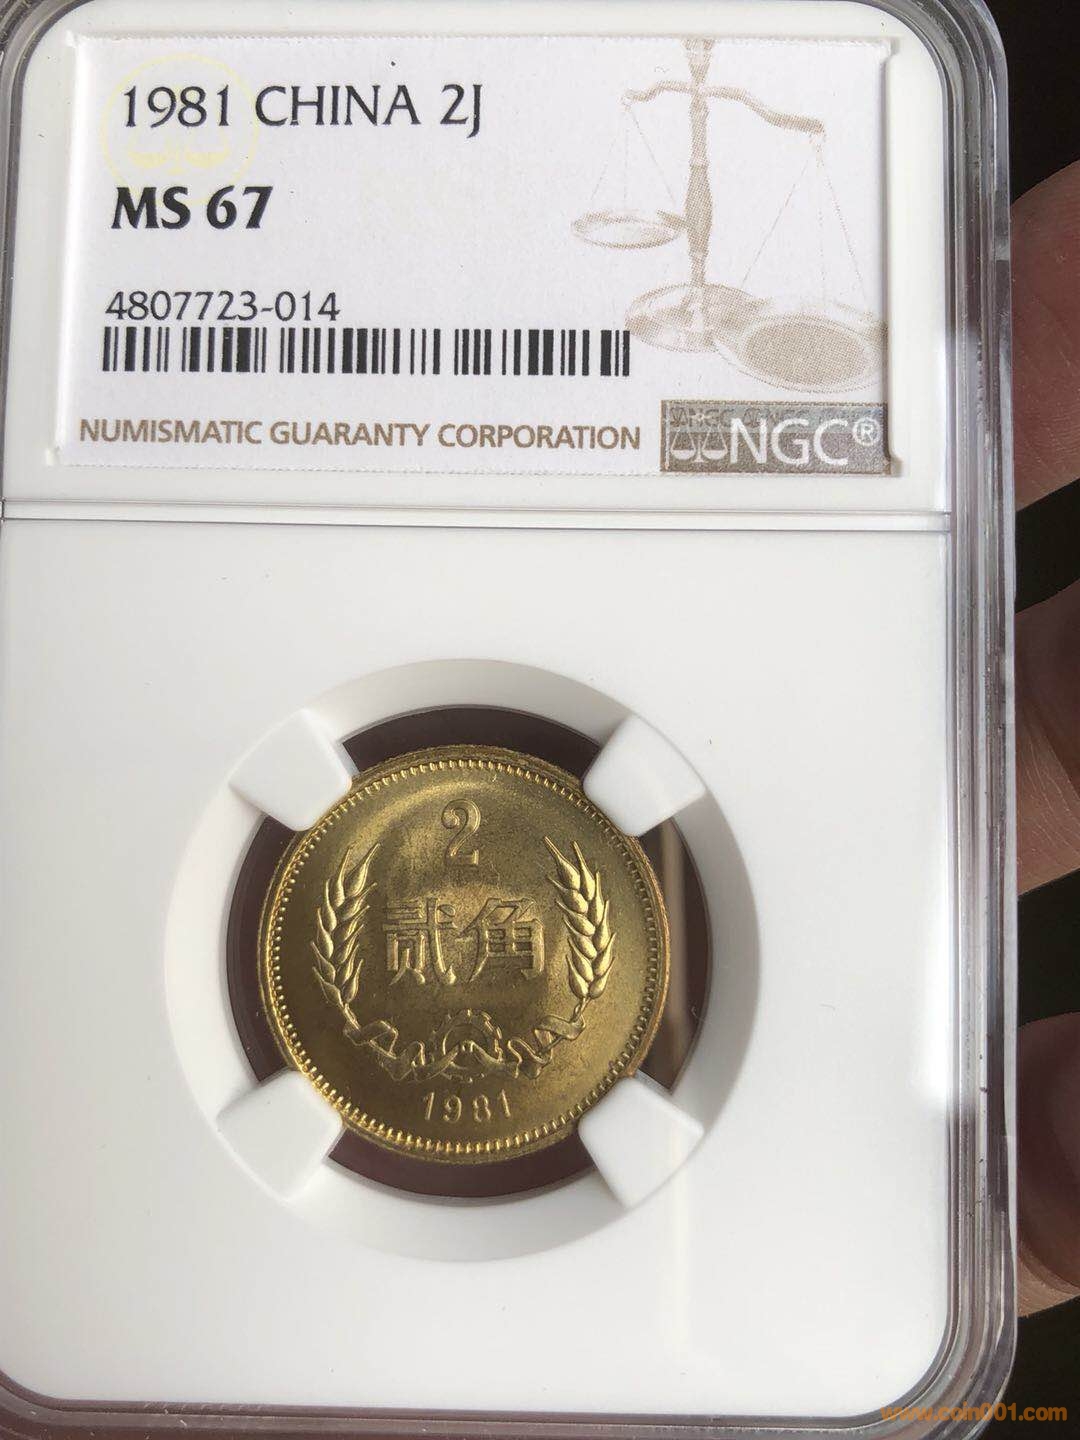 1981 CHINA 2J
MS 67
4807723-014
NUMISMATIC GUARANTY CORPORATION
NGC®
2
贰角
1981
www.coin001.com